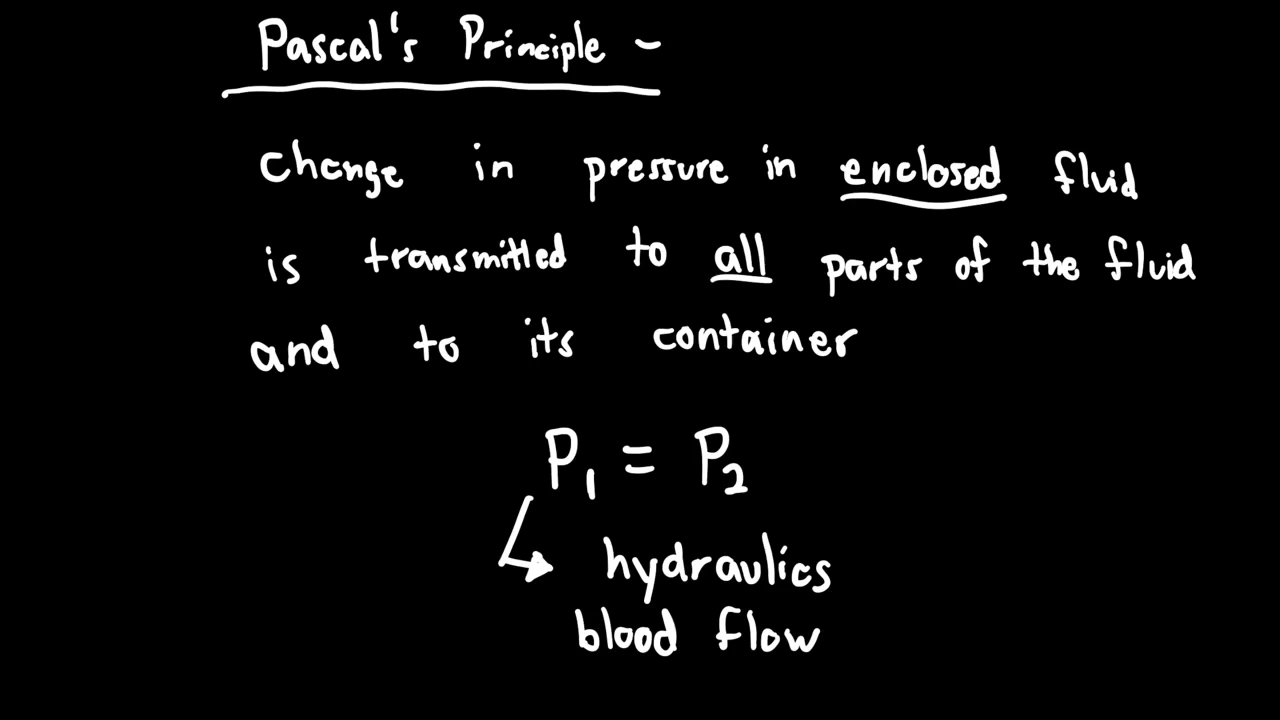 Pascal's Principle -
change in pressure in enclosed fluid
is transmitted to all parts of the fluid
and to its container
P₁ = P₂
hydraulics
blood flow